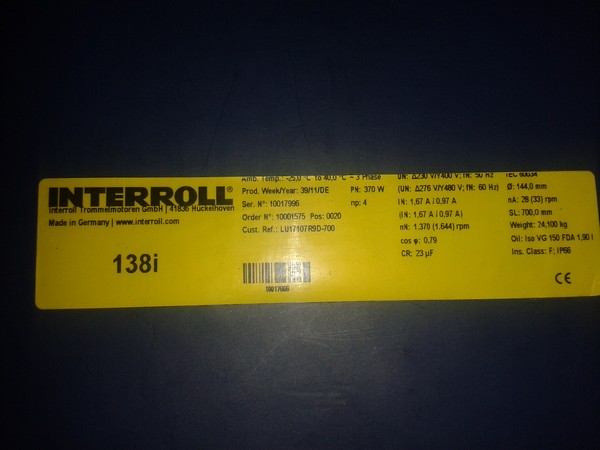 INTERROLL®
Interroll Trommelmotoren GmbH | 41836 Hückelhoven
Made in Germany | www.interroll.com
138i
Amb. Temp.: -25,0 °C to 40,0 °C ~ 3 Phase
Prod. Week/Year: 39/11/DE PN: 370 W
Ser. N°: 10017996 np: 4
Order N°: 10001575 Pos: 0020
Cust. Ref.: LU17107R9D-700
UN: Δ230 V/Y400 V; fN: 50 Hz
(UN: Δ276 V/Y480 V; fN: 60 Hz)
IN: 1,67 A / 0,97 A
(IN: 1,67 A / 0,97 A)
nN: 1.370 (1.644) rpm
cos φ: 0,79
CR: 23 µF
IEC 60034
Ø: 144,0 mm
nA: 28 (33) rpm
SL: 700,0 mm
Weight: 24,100 kg
Oil: Iso VG 150 FDA 1,90 l
Ins. Class: F; IP66
CE